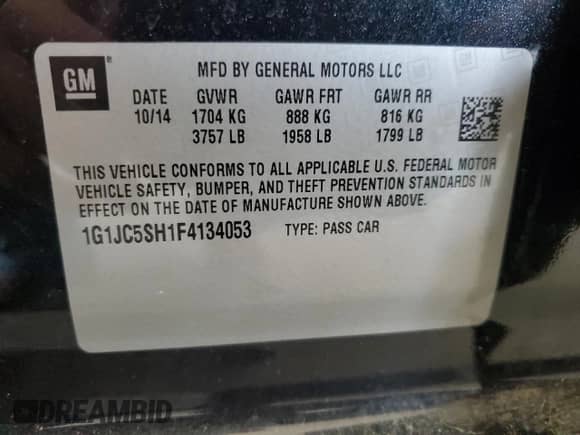 GM
®
MFD BY GENERAL MOTORS LLC
DATE GVWR GAWR FRT GAWR RR
10/14 1704 KG 888 KG 816 KG
3757 LB 1958 LB 1799 LB
THIS VEHICLE CONFORMS TO ALL APPLICABLE U.S. FEDERAL MOTOR
VEHICLE SAFETY, BUMPER, AND THEFT PREVENTION STANDARDS IN
EFFECT ON THE DATE OF MANUFACTURE SHOWN ABOVE.
1G1JC5SH1F4134053 TYPE: PASS CAR
DREAMBID